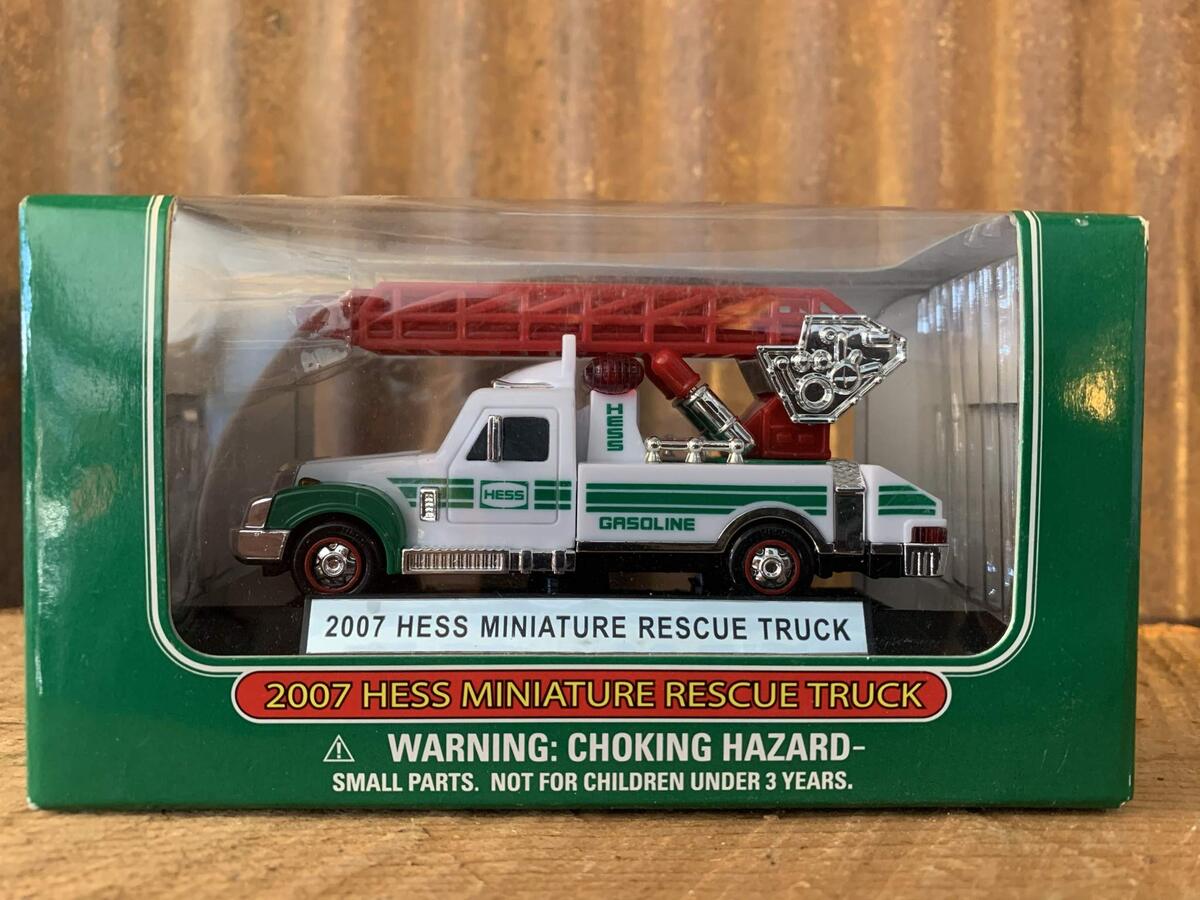 HESS
HESS
GASOLINE
2007 HESS MINIATURE RESCUE TRUCK
2007 HESS MINIATURE RESCUE TRUCK
WARNING: CHOKING HAZARD-
SMALL PARTS. NOT FOR CHILDREN UNDER 3 YEARS.